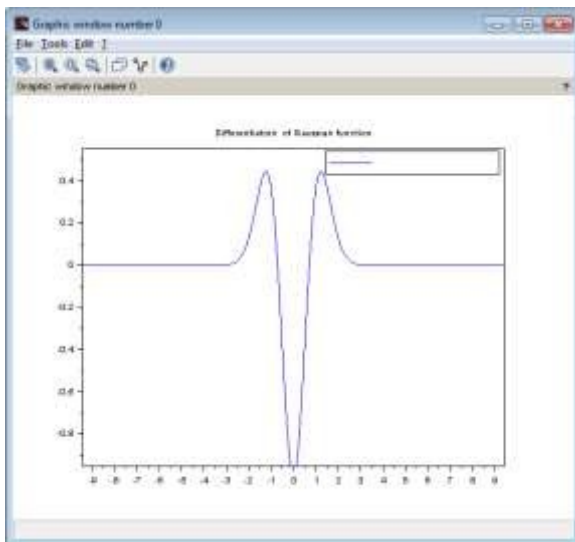 Graphic window number 0
File Tools Edit ?
Graphic window number 0
Differentiation of Gaussian function
0.4
0.2
0
-0.2
-0.4
-0.6
-0.8
-9 -8 -7 -6 -5 -4 -3 -2 -1 0 1 2 3 4 5 6 7 8 9